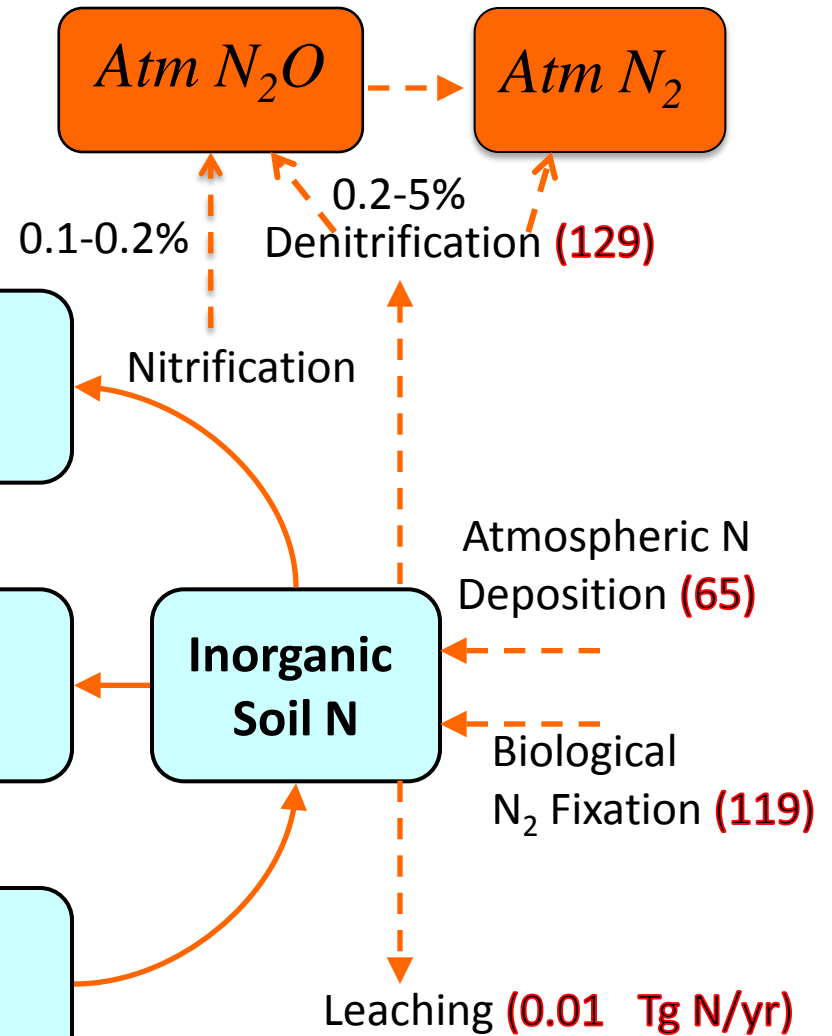 Atm N₂O
Atm N₂
0.2-5%
0.1-0.2%
Denitrification (129)
Nitrification
Atmospheric N
Deposition (65)
Inorganic
Soil N
Biological
N₂ Fixation (119)
Leaching (0.01 Tg N/yr)